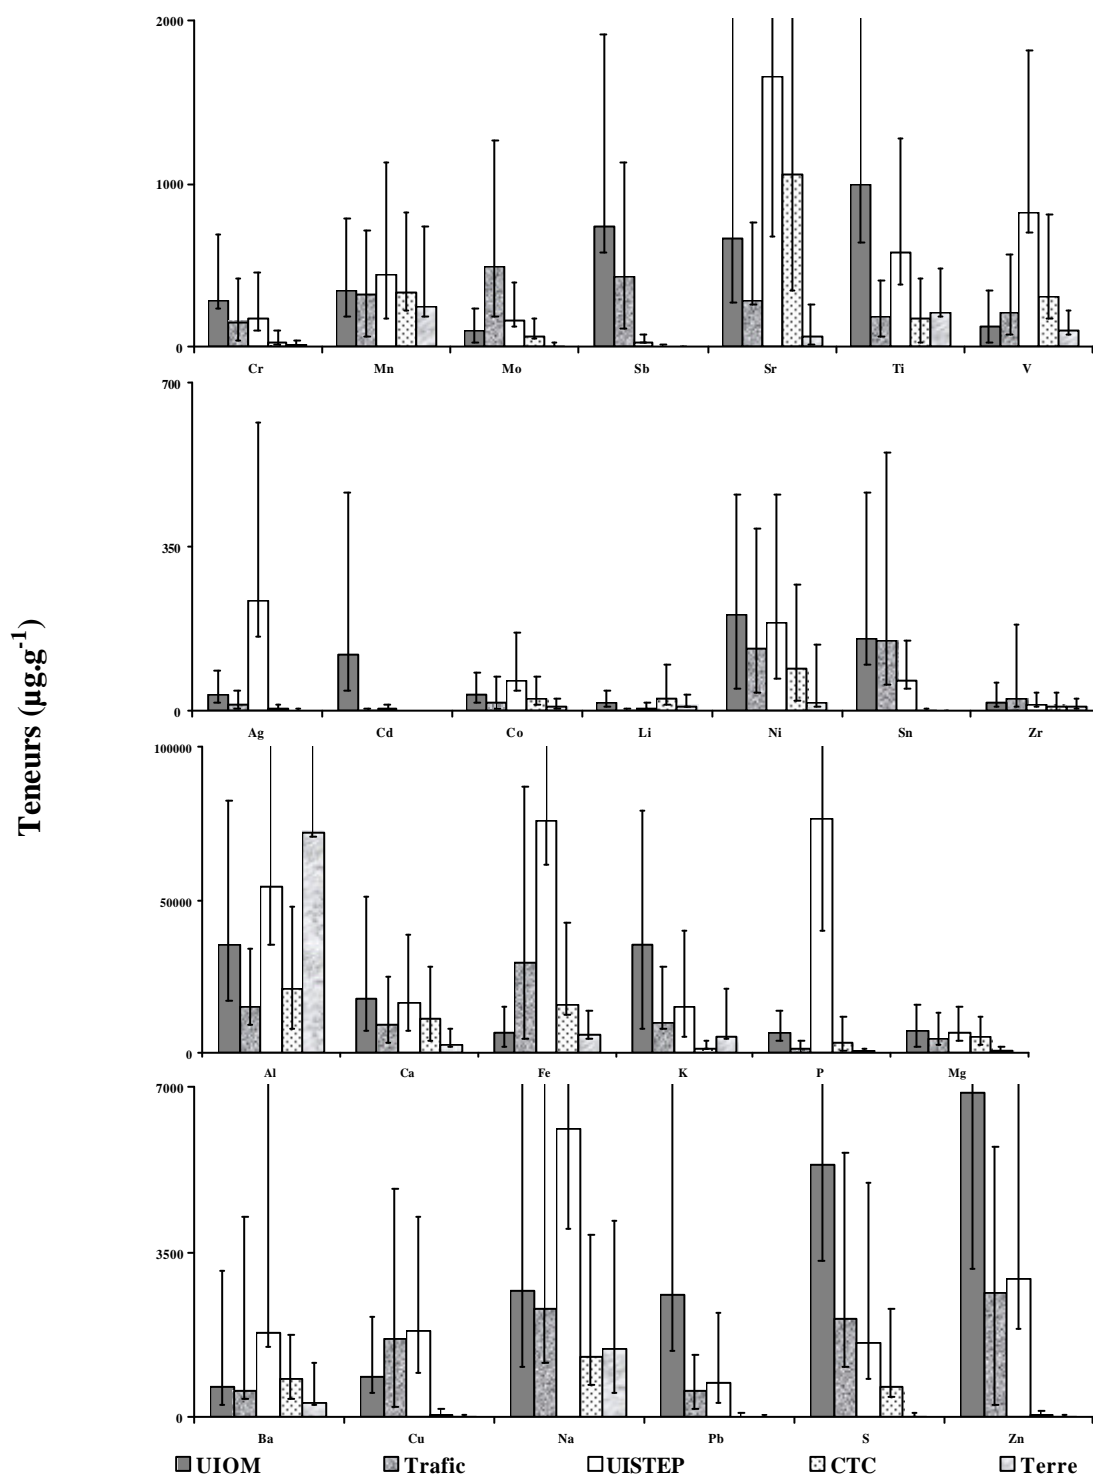 Teneurs (µg.g⁻¹)
2000
1000
0
Cr Mn Mo Sb Sr Ti V
700
350
0
Ag Cd Co Li Ni Sn Zr
100000
50000
0
Al Ca Fe K P Mg
7000
3500
0
Ba Cu Na Pb S Zn
UIOM Trafic UISTEP CTC Terre